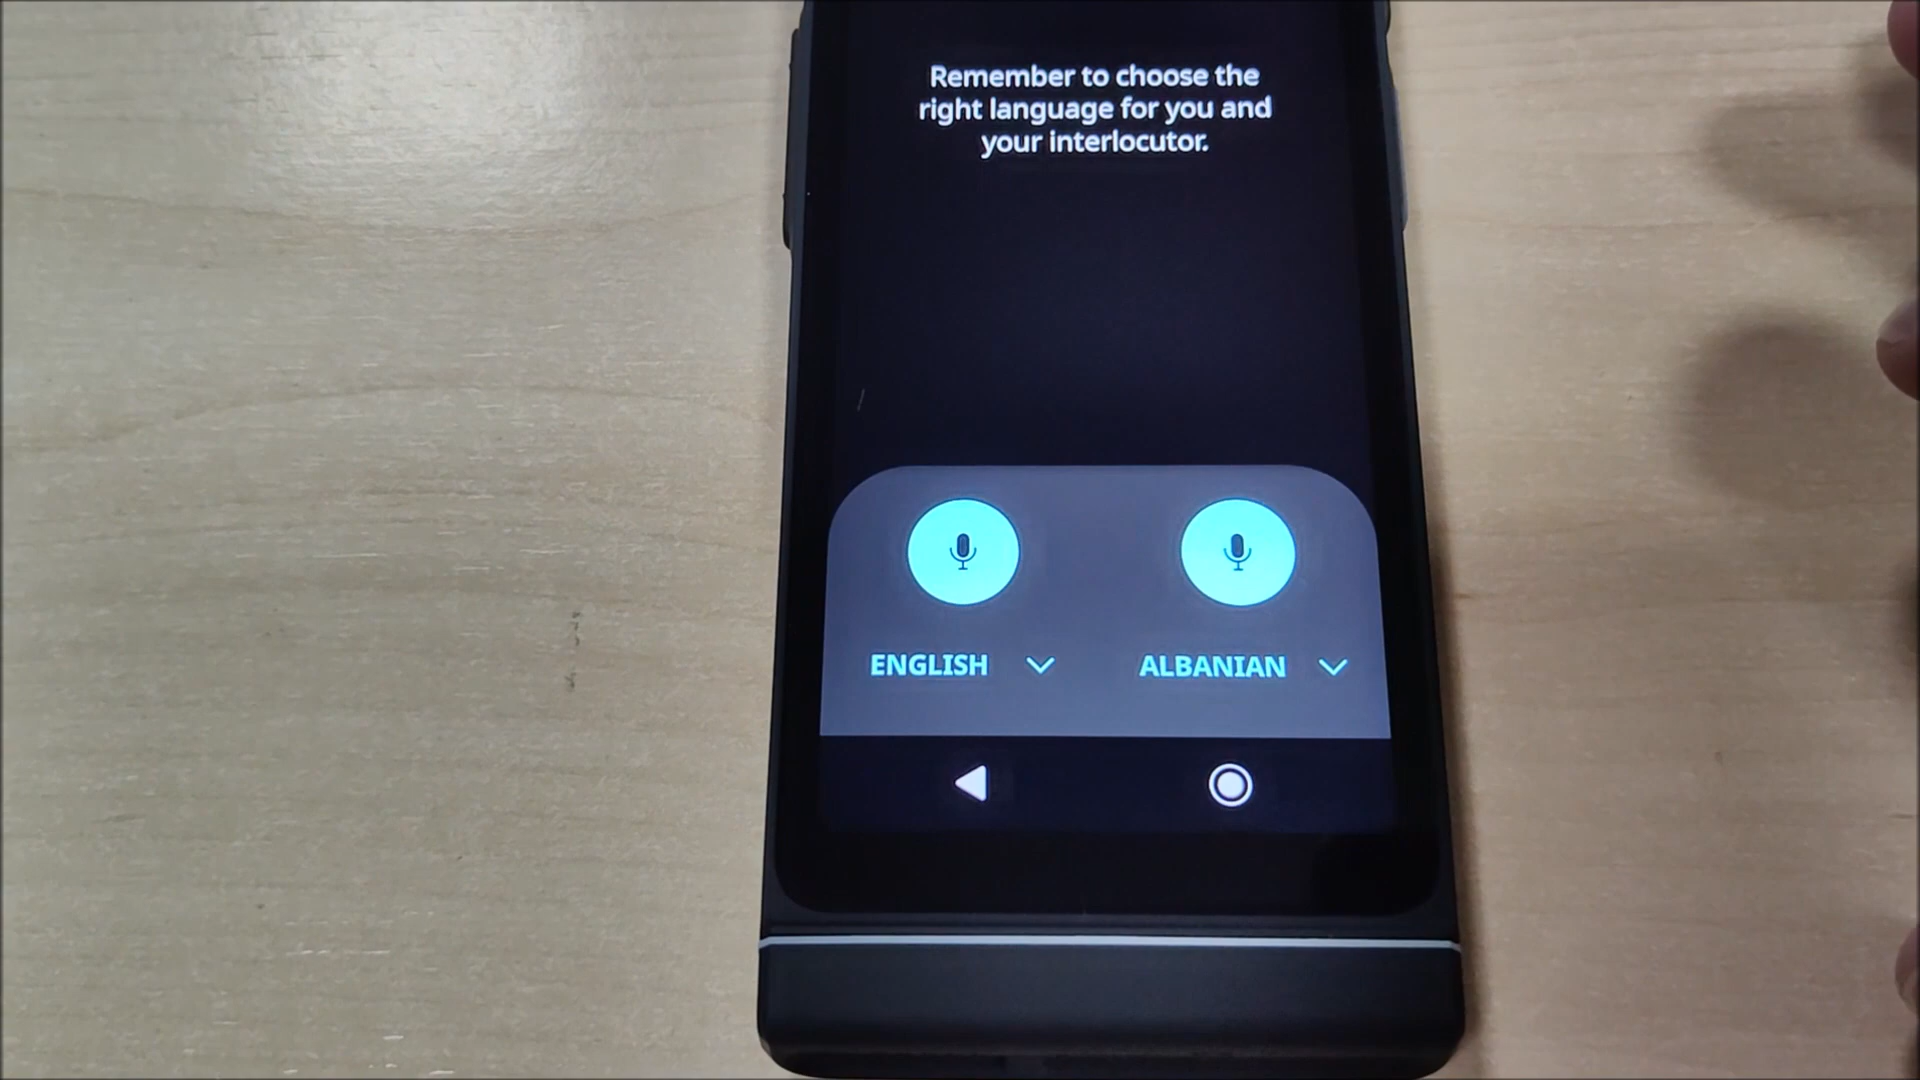 Remember to choose the
right language for you and
your interlocutor.
ENGLISH
ALBANIAN